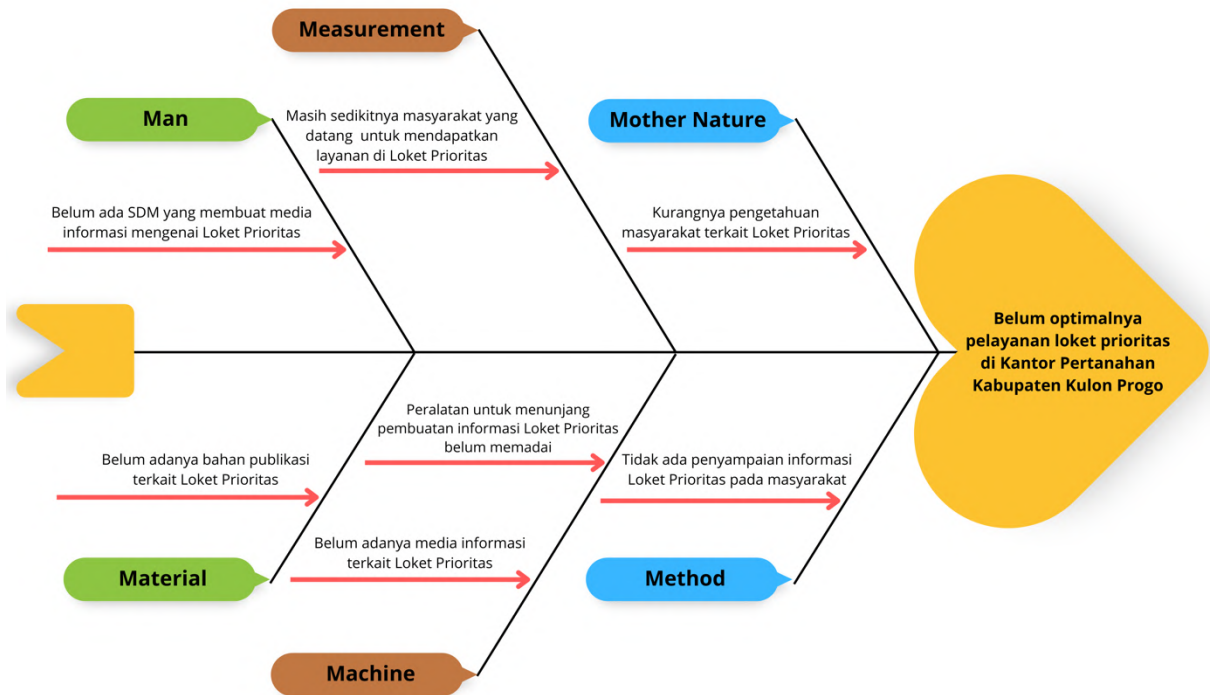 Measurement
Man
Masih sedikitnya masyarakat yang
datang untuk mendapatkan
layanan di Loket Prioritas
Mother Nature
Belum ada SDM yang membuat media
informasi mengenai Loket Prioritas
Kurangnya pengetahuan
masyarakat terkait Loket Prioritas
Belum optimalnya
pelayanan loket prioritas
di Kantor Pertanahan
Kabupaten Kulon Progo
Peralatan untuk menunjang
pembuatan informasi Loket Prioritas
belum memadai
Belum adanya bahan publikasi
terkait Loket Prioritas
Tidak ada penyampaian informasi
Loket Prioritas pada masyarakat
Belum adanya media informasi
terkait Loket Prioritas
Material
Method
Machine